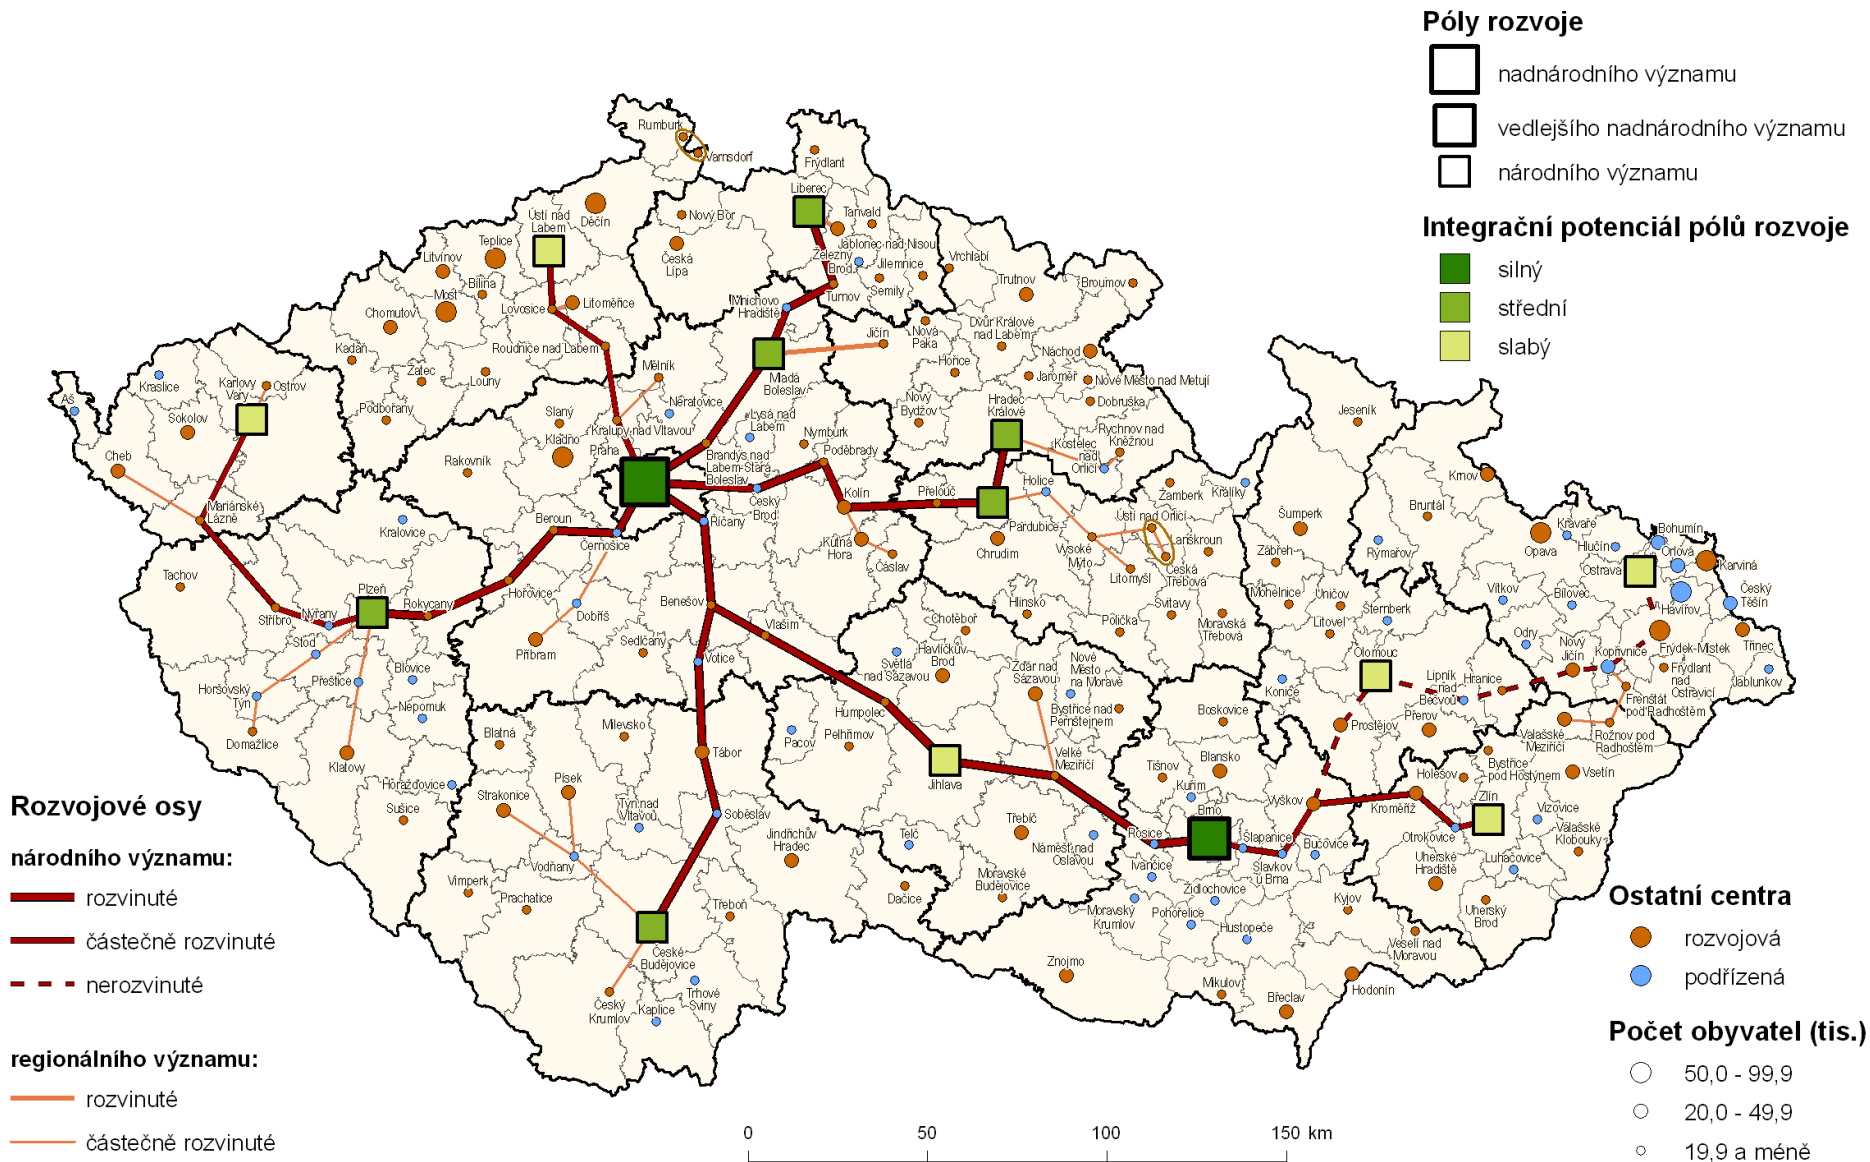 Póly rozvoje
nadnárodního významu
vedlejšího nadnárodního významu
národního významu
Integrační potenciál pólů rozvoje
silný
střední
slabý
Rumburk
Varnsdorf
Frýdlant
Liberec
Nový Bor
Tanvald
Děčín
Ústí nad
Labem
Teplice
Jablonec nad Nisou
Česká
Lípa
Železný
Brod
Jilemnice
Vrchlabí
Litvínov
Bílina
Semily
Trutnov
Broumov
Most
Litoměřice
Mnichovo
Hradiště
Turnov
Lovosice
Chomutov
Jičín
Nová
Paka
Dvůr Králové
nad Labem
Roudnice nad Labem
Kadaň
Žatec
Louny
Mělník
Mladá
Boleslav
Hořice
Náchod
Jaroměř
Nové Město nad Metují
Kraslice
Karlovy
Vary
Ostrov
Podbořany
Neratovice
Lysá nad
Labem
Nový
Bydžov
Hradec
Králové
Dobruška
Aš
Sokolov
Slaný
Kladno
Kralupy nad Vltavou
Nymburk
Rychnov nad
Kněžnou
Jeseník
Cheb
Rakovník
Praha
Brandýs nad
Labem-Stará
Boleslav
Poděbrady
Kostelec
nad
Orlicí
Krnov
Mariánské
Lázně
Český
Brod
Kolín
Přelouč
Holice
Žamberk
Králíky
Bruntál
Kralovice
Beroun
Černošice
Říčany
Pardubice
Ústí nad Orlicí
Šumperk
Kravaře
Bohumín
Opava
Hlučín
Orlová
Kutná
Hora
Čáslav
Chrudim
Vysoké
Mýto
Lanškroun
Česká
Třebová
Zábřeh
Rýmařov
Ostrava
Karviná
Tachov
Plzeň
Rokycany
Hořovice
Litomyšl
Mohelnice
Uničov
Vítkov
Bílovec
Havířov
Český
Těšín
Stříbro
Nýřany
Dobříš
Benešov
Vlašim
Hlinsko
Svitavy
Moravská
Třebová
Šternberk
Litovel
Stod
Příbram
Sedlčany
Chotěboř
Polička
Odry
Nový
Jičín
Kopřivnice
Frýdek-Místek
Třinec
Blovice
Votice
Světlá
nad Sázavou
Havlíčkův
Brod
Žďár nad
Sázavou
Nové
Město
na Moravě
Olomouc
Frýdlant
nad
Ostravicí
Jablunkov
Horšovský
Týn
Přeštice
Nepomuk
Konice
Lipník
nad
Bečvou
Hranice
Frenštát
pod Radhoštěm
Domažlice
Milevsko
Blatná
Humpolec
Bystřice nad
Pernštejnem
Boskovice
Prostějov
Přerov
Valašské
Meziříčí
Rožnov pod
Radhoštěm
Klatovy
Tábor
Pacov
Pelhřimov
Velké
Meziříčí
Blansko
Tišnov
Bystřice
pod Hostýnem
Holešov
Vsetín
Horažďovice
Strakonice
Písek
Jihlava
Kuřim
Brno
Vyškov
Kroměříž
Zlín
Sušice
Týn nad
Vltavou
Soběslav
Vizovice
Valašské
Klobouky
Rosice
Šlapanice
Otrokovice
Vodňany
Jindřichův
Hradec
Telč
Třebíč
Náměšť nad
Oslavou
Ivančice
Slavkov
u Brna
Bučovice
Uherské
Hradiště
Luhačovice
Vimperk
Prachatice
Třeboň
Dačice
Moravské
Budějovice
Židlochovice
Kyjov
Uherský
Brod
Moravský
Krumlov
Pohořelice
Hustopeče
Veselí nad
Moravou
České
Budějovice
Znojmo
Český
Krumlov
Kaplice
Trhové
Sviny
Mikulov
Břeclav
Hodonín
Rozvojové osy
národního významu:
rozvinuté
částečně rozvinuté
nerozvinuté
regionálního významu:
rozvinuté
částečně rozvinuté
Ostatní centra
rozvojová
podřízená
Počet obyvatel (tis.)
50,0 - 99,9
20,0 - 49,9
19,9 a méně
0 50 100 150 km